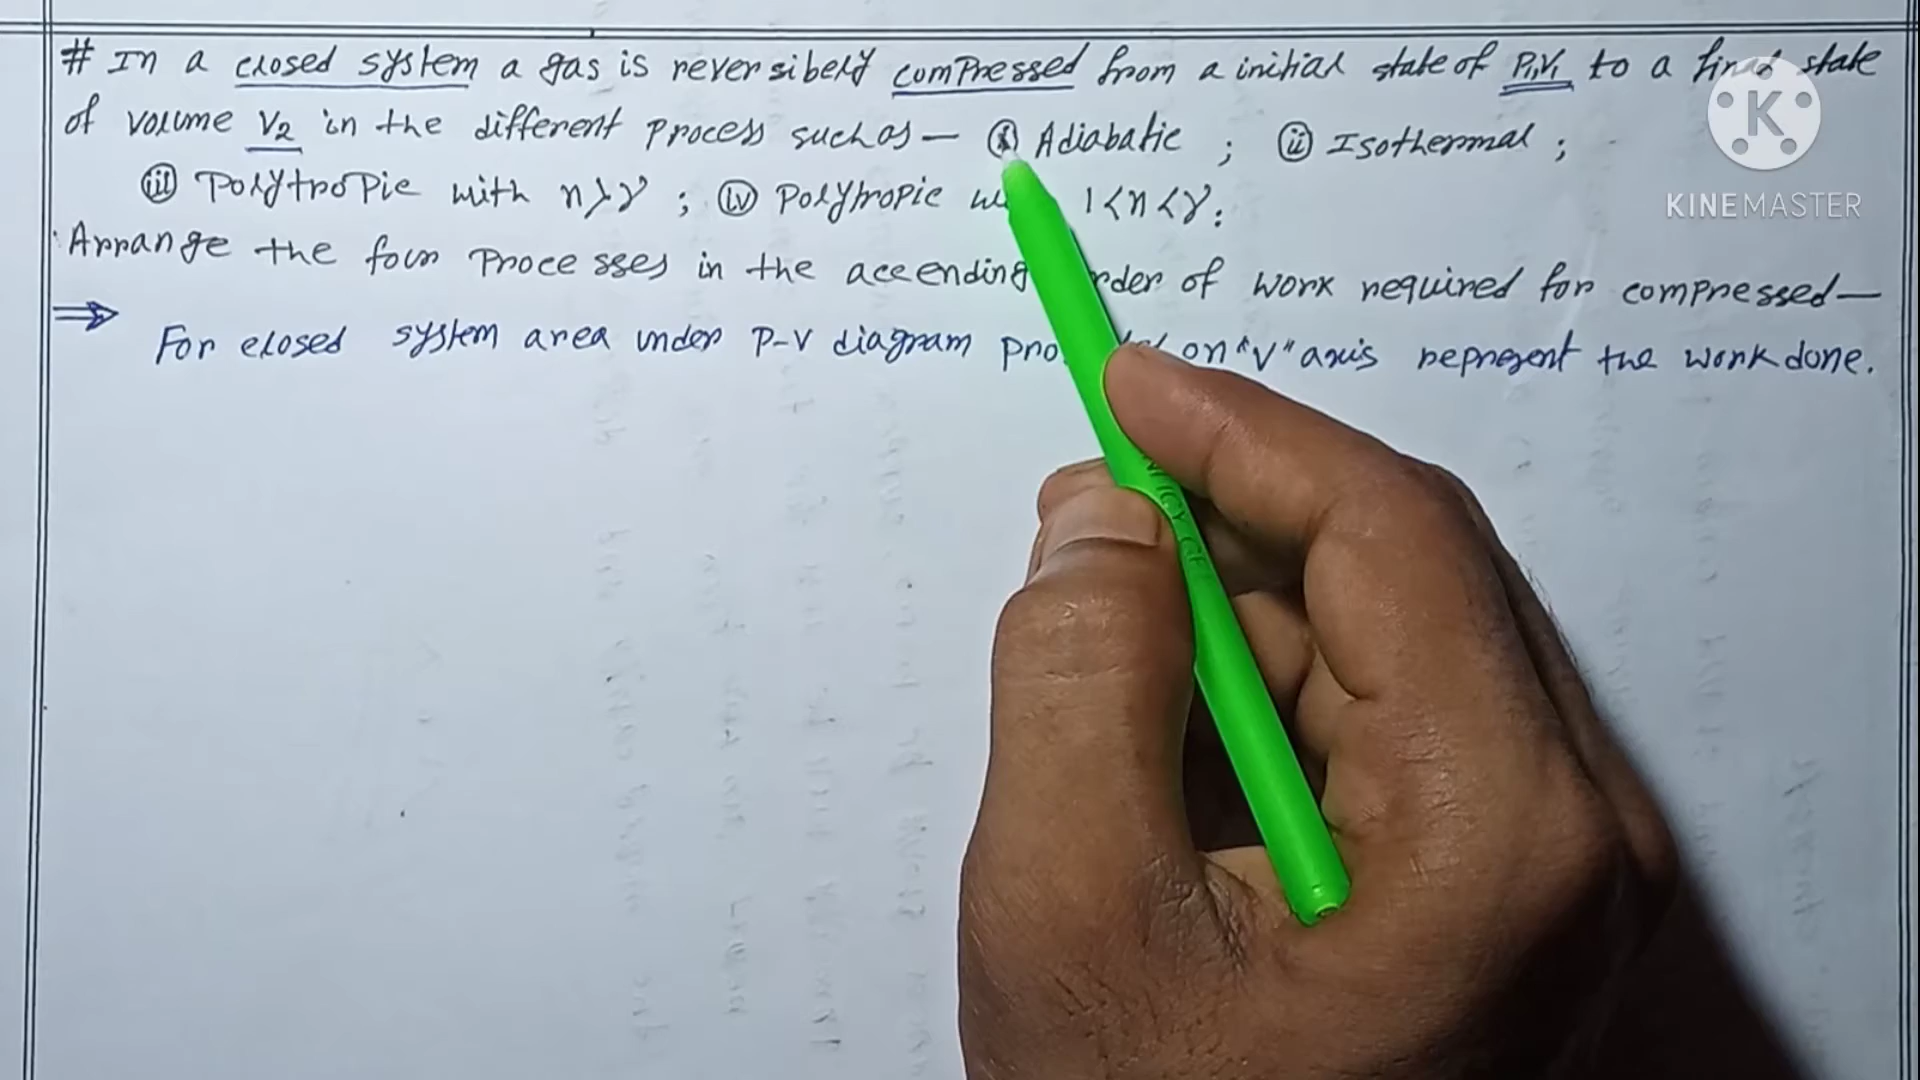 # In a closed system a gas is reversibely compressed from a initial state of P1,V1 to a final state
of volume V2 in the different process such as — (i) Adiabatic ; (ii) Isothermal ;
(iii) Polytropic with n>γ ; (iv) Polytropic 1<n<γ.
Arrange the four processes in the accending order of work required for compressed—
⇒ For closed system area under P-V diagram on "V" axis represent the work done.
K
KINEMASTER